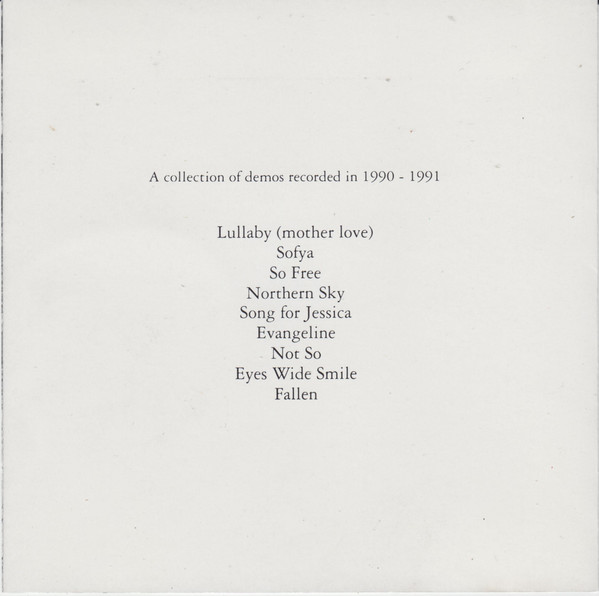 A collection of demos recorded in 1990 - 1991
Lullaby (mother love)
Sofya
So Free
Northern Sky
Song for Jessica
Evangeline
Not So
Eyes Wide Smile
Fallen